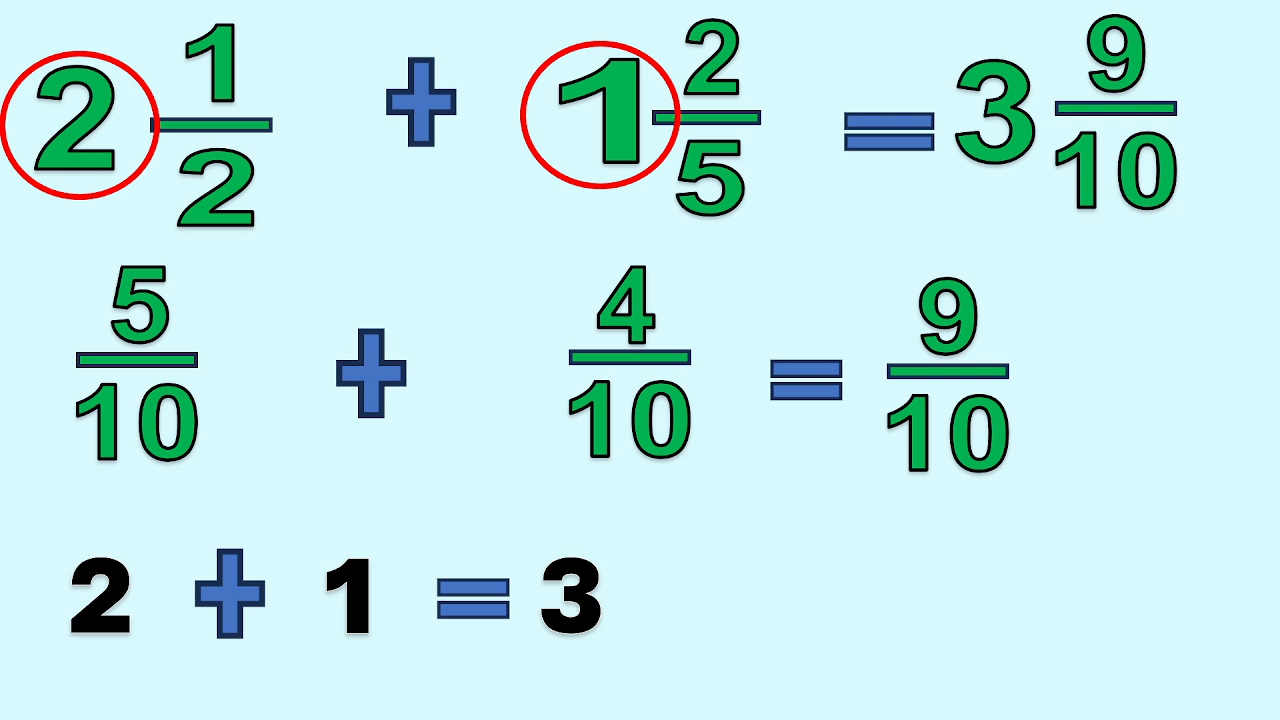 2 1/2 + 1 2/5 = 3 9/10
5/10 + 4/10 = 9/10
2 + 1 = 3